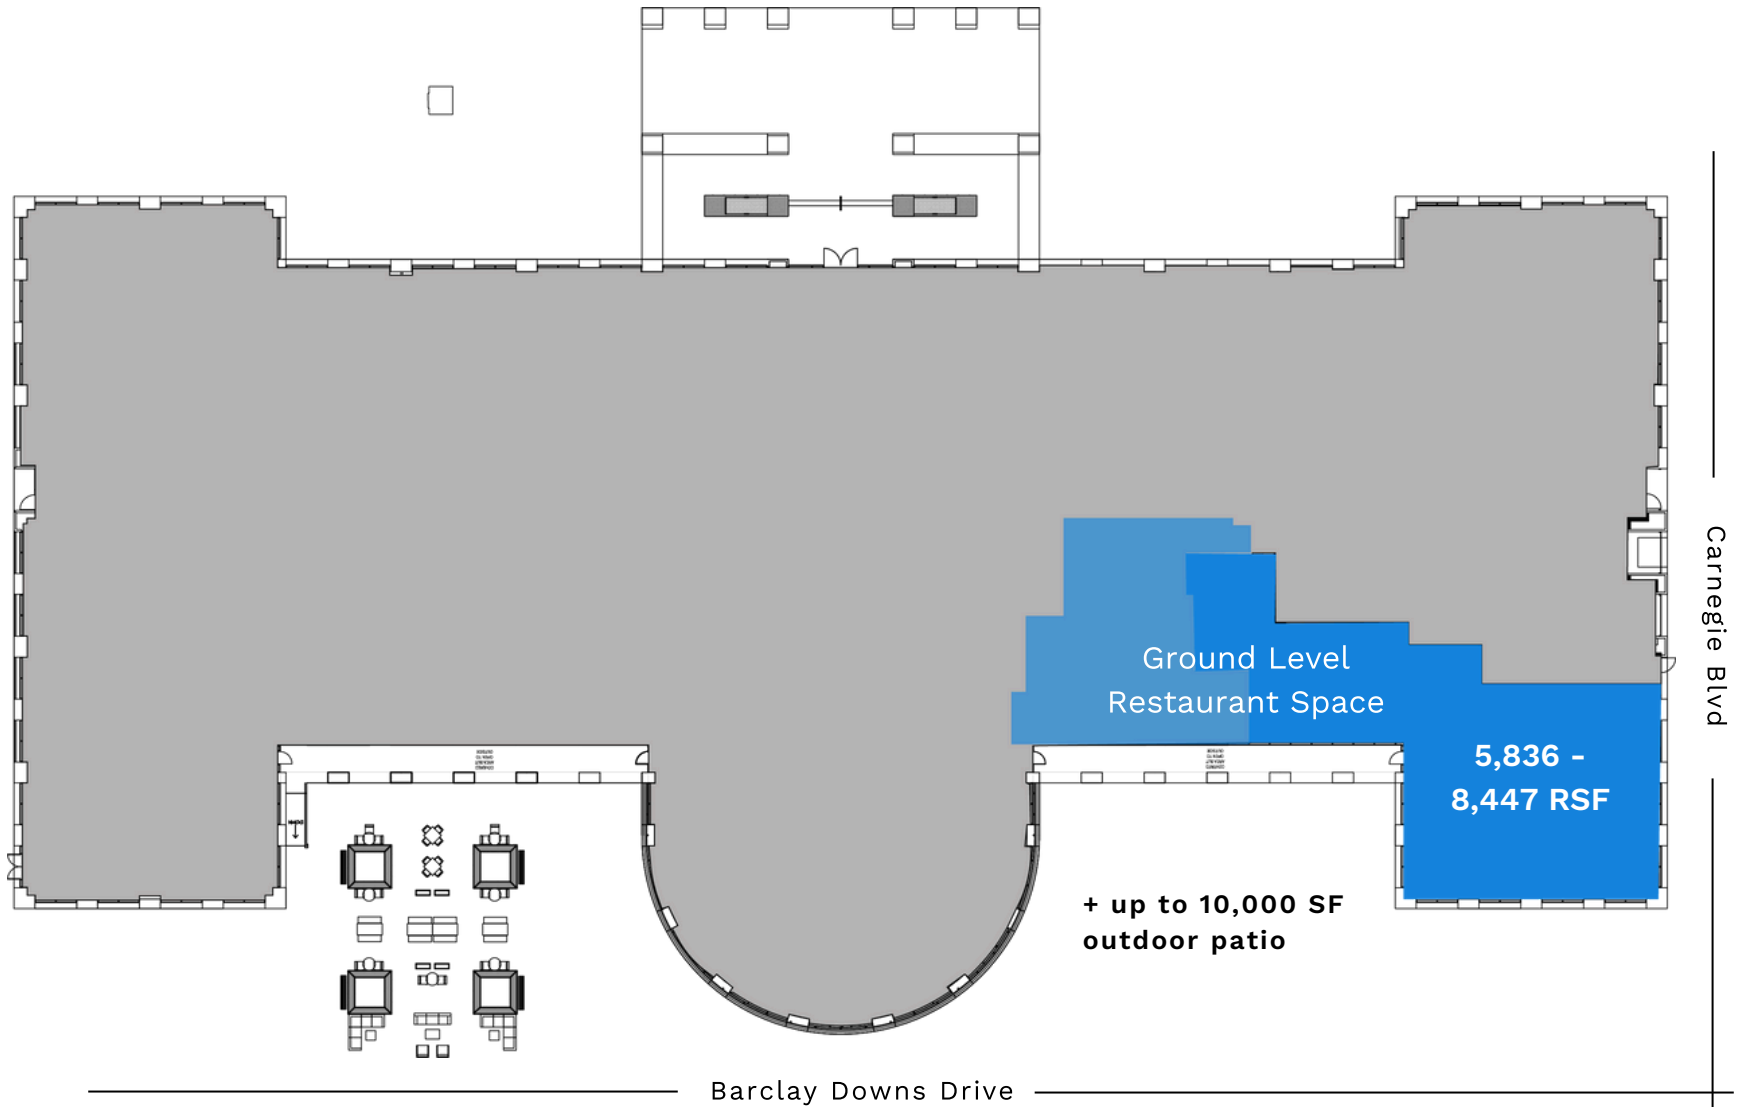 Ground Level
Restaurant Space
5,836 -
8,447 RSF
+ up to 10,000 SF
outdoor patio
Carnegie Blvd
Barclay Downs Drive